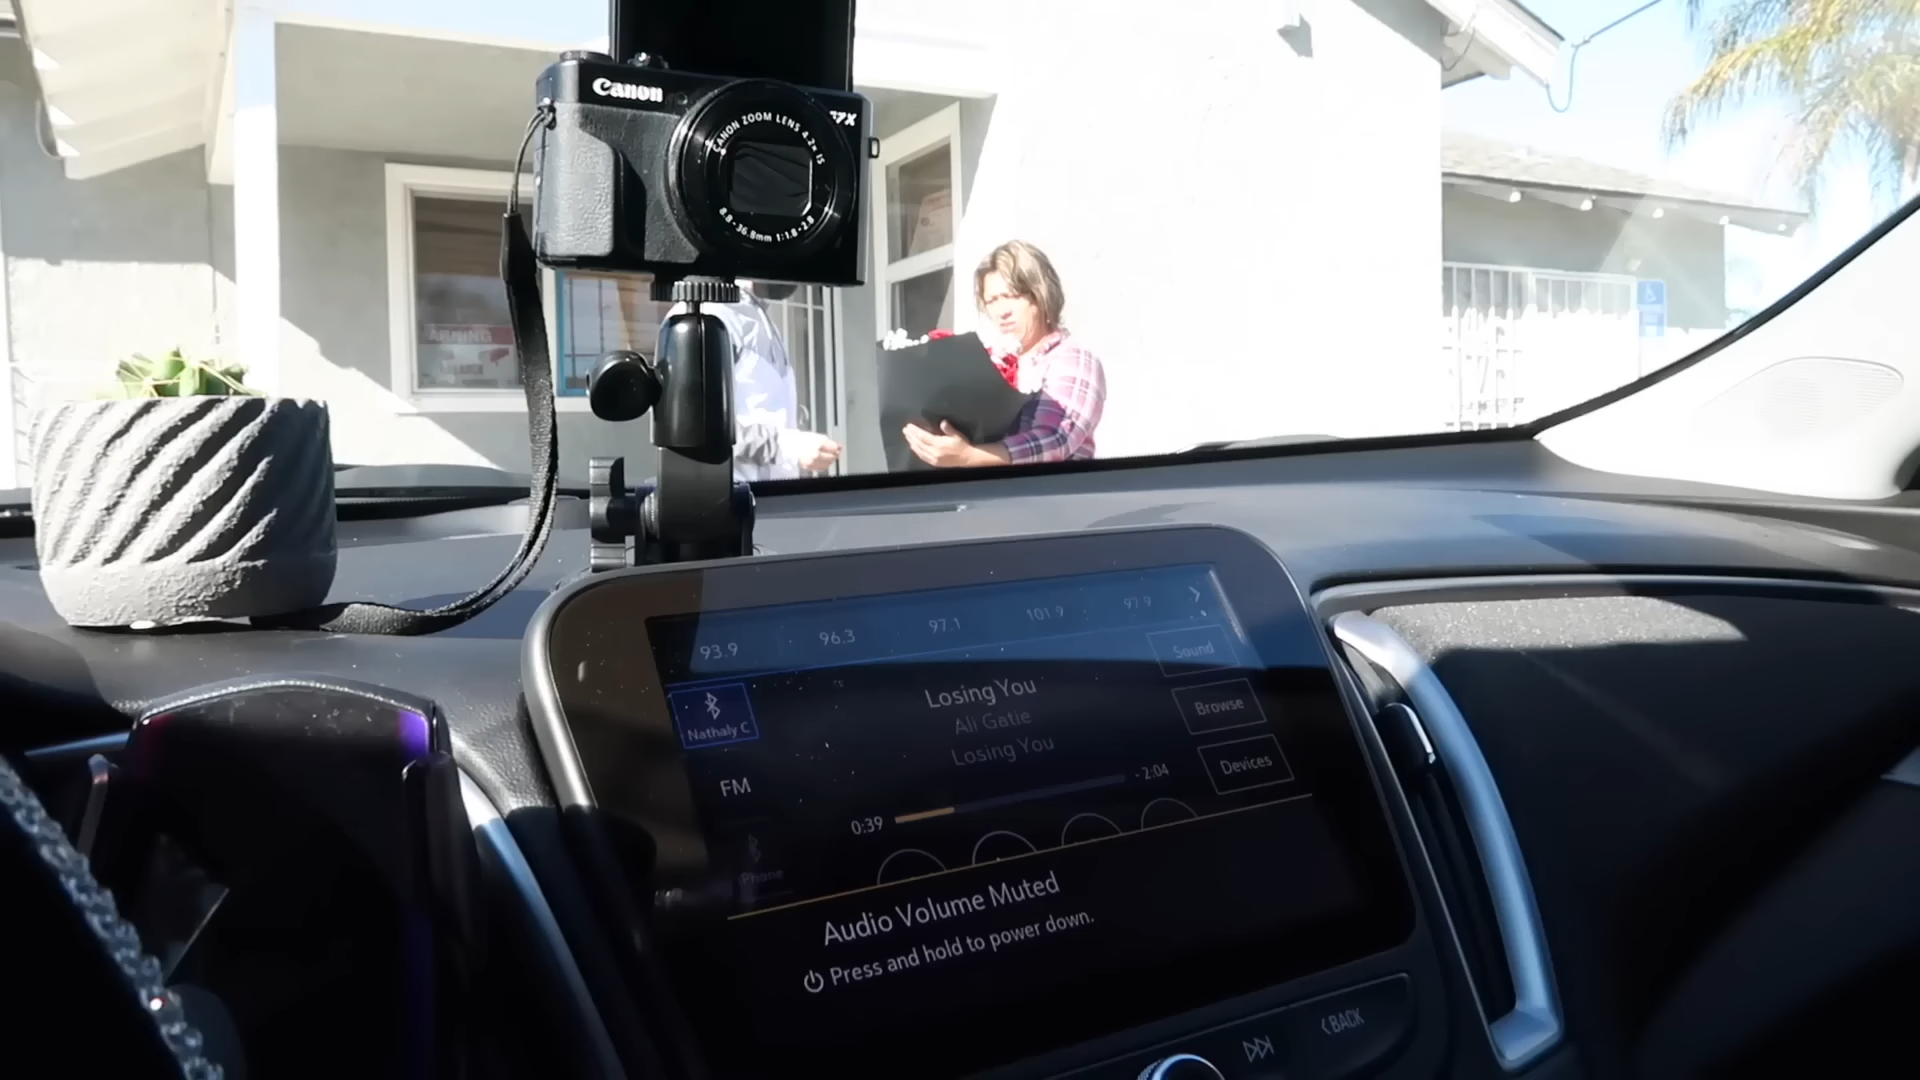 Canon
G7X
CANON ZOOM LENS 4.2x IS
8.8-36.8mm 1:1.8-2.8
93.9
96.3
97.1
101.9
97.9
Sound
Losing You
Nathaly C
Ali Gatie
Browse
Losing You
FM
Devices
0:39
-2:04
iPhone
Audio Volume Muted
Press and hold to power down.
BACK